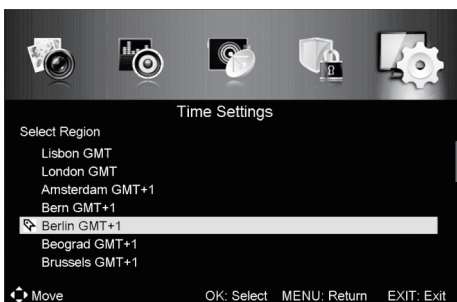 Time Settings
Select Region
Lisbon GMT
London GMT
Amsterdam GMT+1
Bern GMT+1
Berlin GMT+1
Beograd GMT+1
Brussels GMT+1
Move OK: Select MENU: Return EXIT: Exit